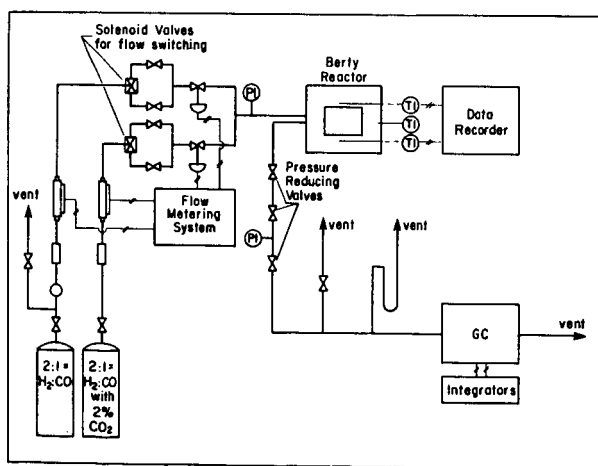 Solenoid Valves
for flow switching
Berty
Reactor
PI
TI
TI
TI
Data
Recorder
vent
Flow
Metering
System
Pressure
Reducing
Valves
PI
vent
vent
2:1=
H₂:CO
2:1=
H₂:CO
with
2%
CO₂
GC
vent
Integrators